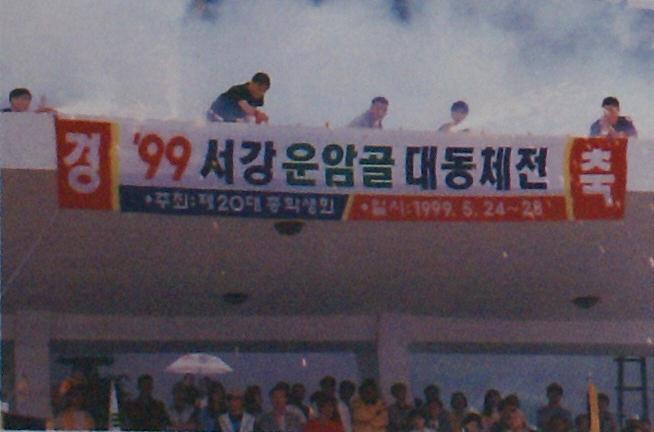 경 '99 서강 운암골 대동체전 축
•주최:제20대 총학생회 •일시:1999. 5. 24~28